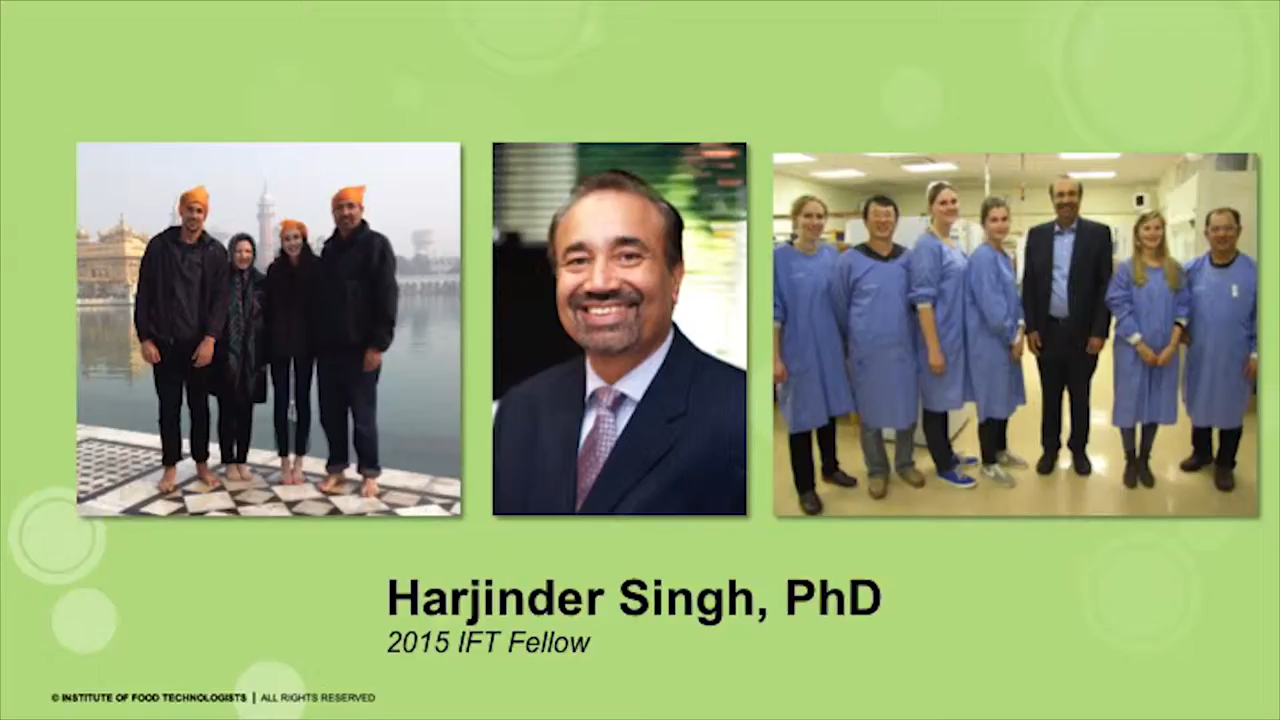 Harjinder Singh, PhD
2015 IFT Fellow
© INSTITUTE OF FOOD TECHNOLOGISTS | ALL RIGHTS RESERVED